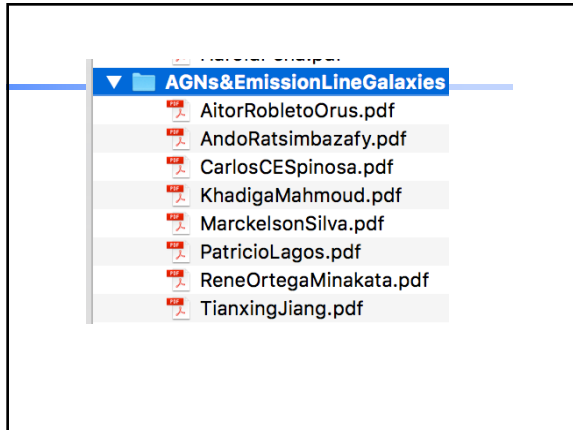 AGNs&EmissionLineGalaxies
AitorRobletoOrus.pdf
AndoRatsimbazafy.pdf
CarlosCESpinosa.pdf
KhadigaMahmoud.pdf
MarckelsonSilva.pdf
PatricioLagos.pdf
ReneOrtegaMinakata.pdf
TianxingJiang.pdf